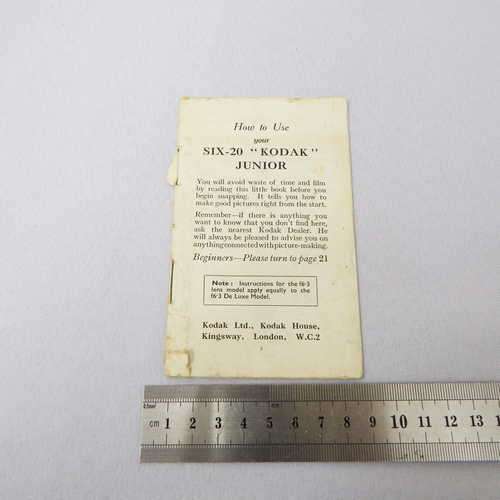 How to Use
your
SIX-20 "KODAK"
JUNIOR
You will avoid waste of time and film
by reading this little book before you
begin snapping. It tells you how to
make good pictures right from the start.
Remember—if there is anything you
want to know that you don't find here,
ask the nearest Kodak Dealer. He
will always be pleased to advise you on
anything connected with picture-making.
Beginners—Please turn to page 21
Note : Instructions for the f6·3
lens model apply equally to the
f6·3 De Luxe Model.
Kodak Ltd., Kodak House,
Kingsway, London, W.C.2
cm 1 2 3 4 5 6 7 8 9 10 11 12 13